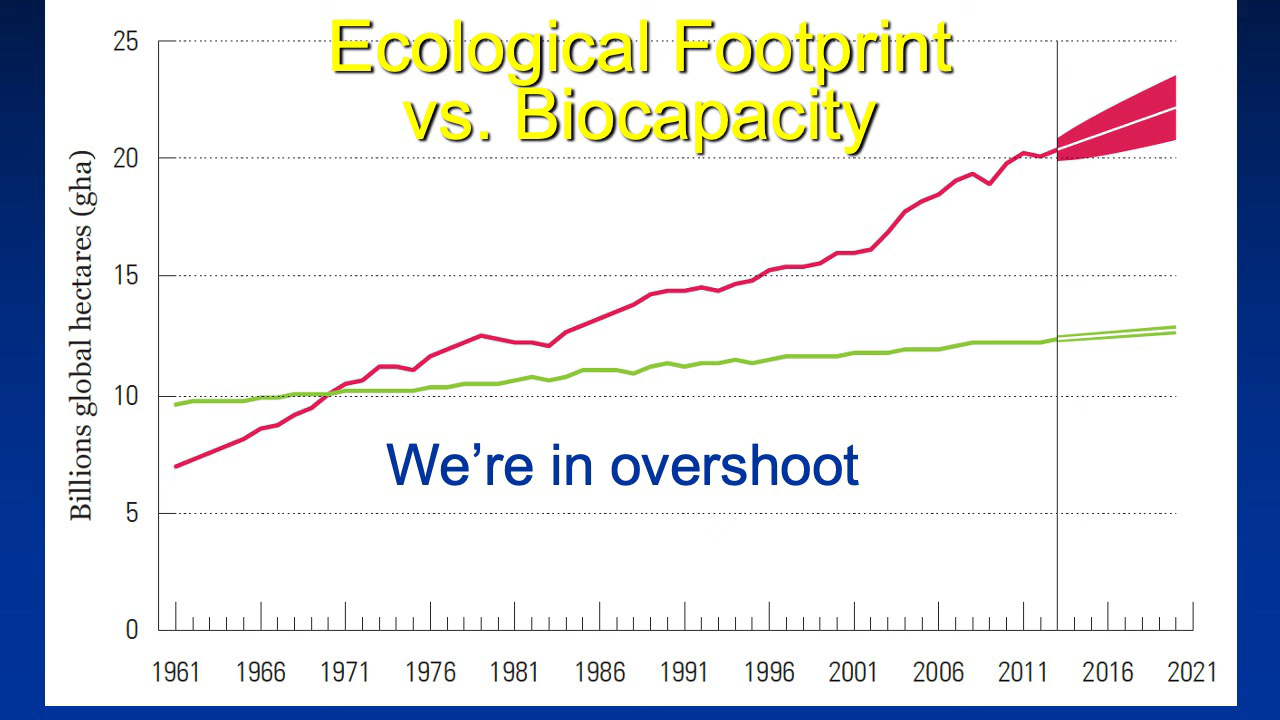 Ecological Footprint
vs. Biocapacity
Billions global hectares (gha)
25
20
15
10
5
0
We’re in overshoot
1961 1966 1971 1976 1981 1986 1991 1996 2001 2006 2011 2016 2021